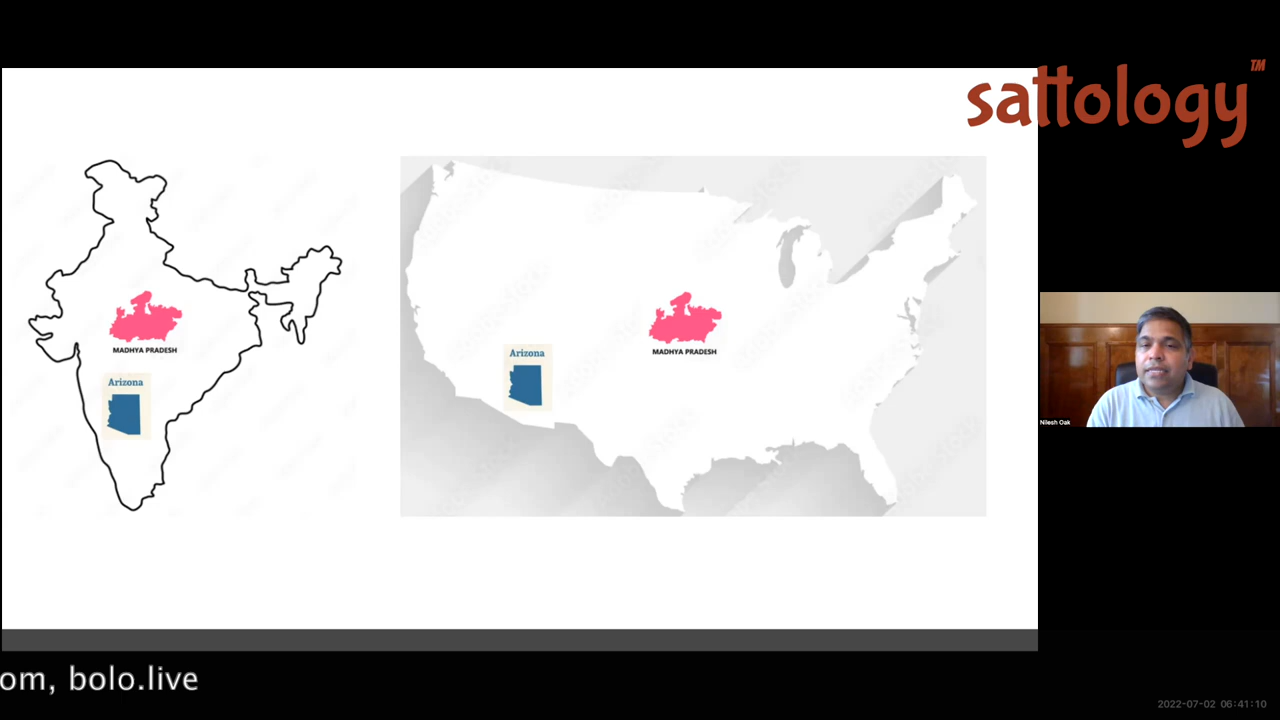 sattology™
MADHYA PRADESH
Arizona
Arizona
MADHYA PRADESH
Nilesh Oak
om, bolo.live
2022-07-02 06:41:10